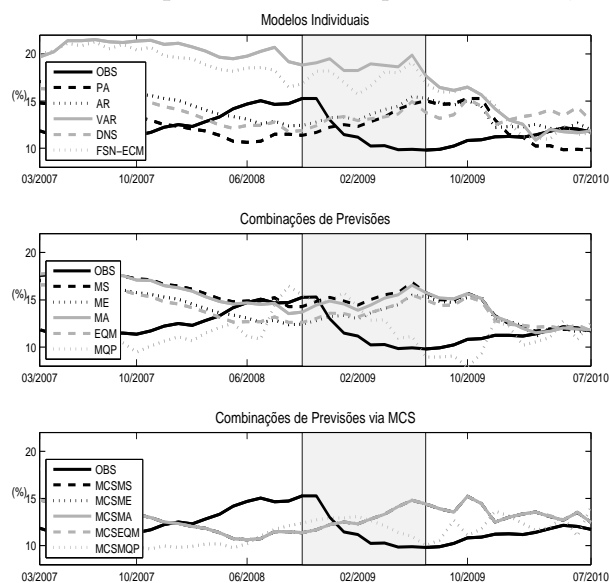 Modelos Individuais
20
(%)
15
10
OBS
PA
AR
VAR
DNS
FSN−ECM
03/2007 10/2007 06/2008 02/2009 10/2009 07/2010
Combinações de Previsões
20
(%)
15
10
OBS
MS
ME
MA
EQM
MQP
03/2007 10/2007 06/2008 02/2009 10/2009 07/2010
Combinações de Previsões via MCS
20
(%)
15
10
OBS
MCSMS
MCSME
MCSMA
MCSEQM
MCSMQP
03/2007 10/2007 06/2008 02/2009 10/2009 07/2010